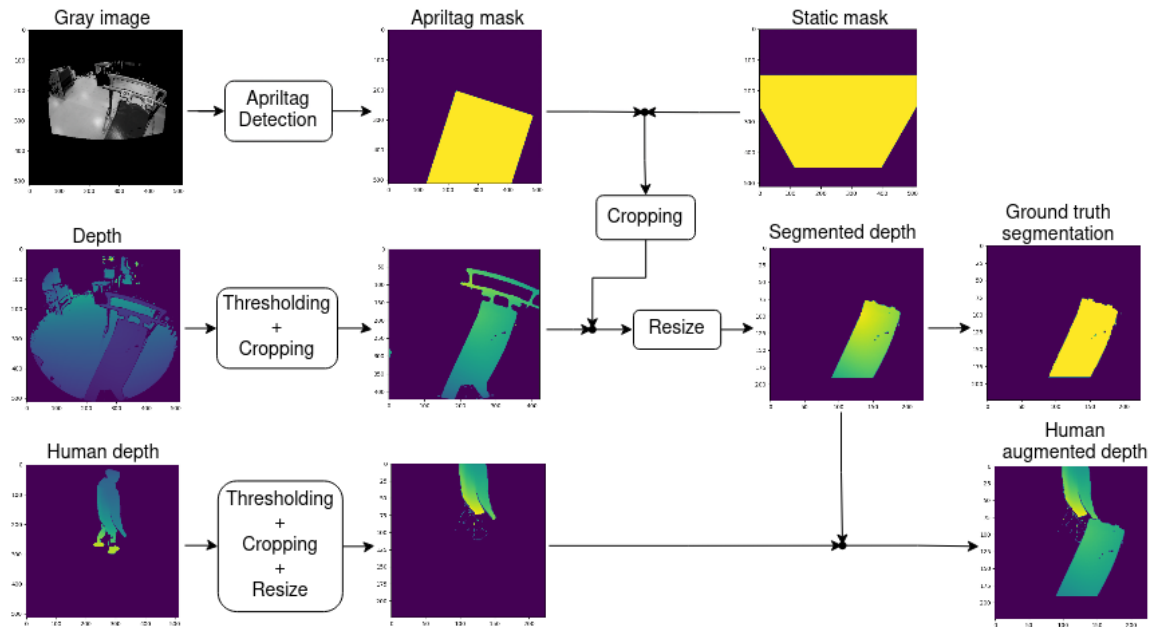 Gray image
Apriltag mask
Static mask
Apriltag
Detection
Cropping
Depth
Segmented depth
Ground truth
segmentation
Thresholding
+
Cropping
Resize
Human depth
Human
augmented depth
Thresholding
+
Cropping
+
Resize